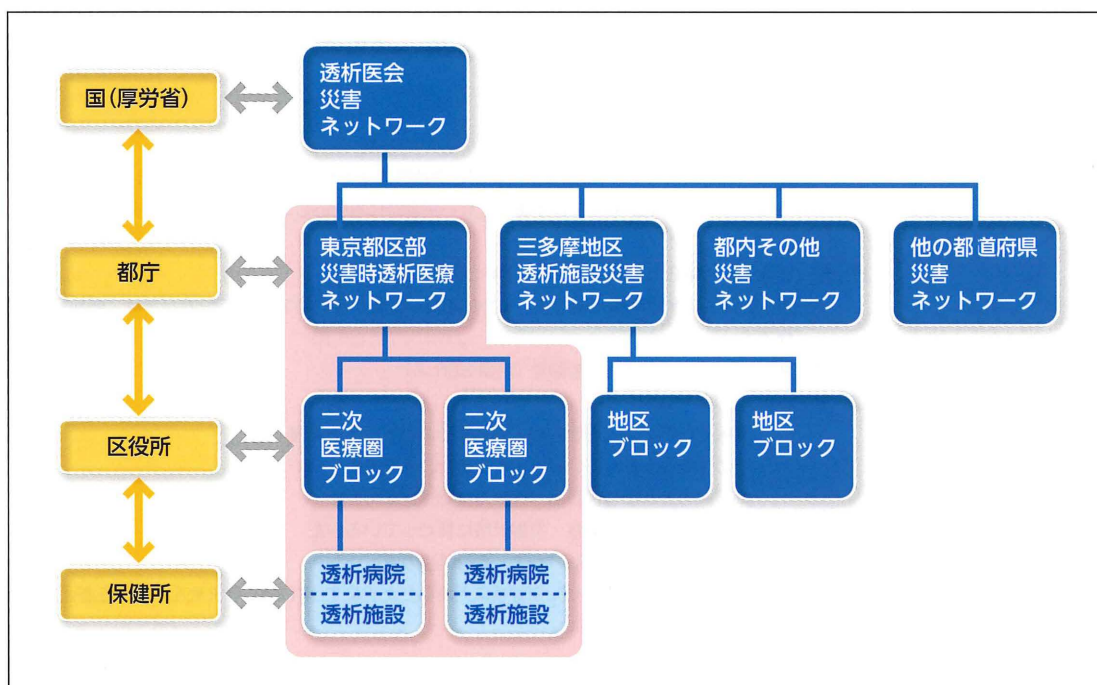 国(厚労省)
透析医会
災害
ネットワーク
都庁
東京都区部
災害時透析医療
ネットワーク
三多摩地区
透析施設災害
ネットワーク
都内その他
災害
ネットワーク
他の都道府県
災害
ネットワーク
区役所
二次
医療圏
ブロック
二次
医療圏
ブロック
地区
ブロック
地区
ブロック
保健所
透析病院
透析施設
透析病院
透析施設